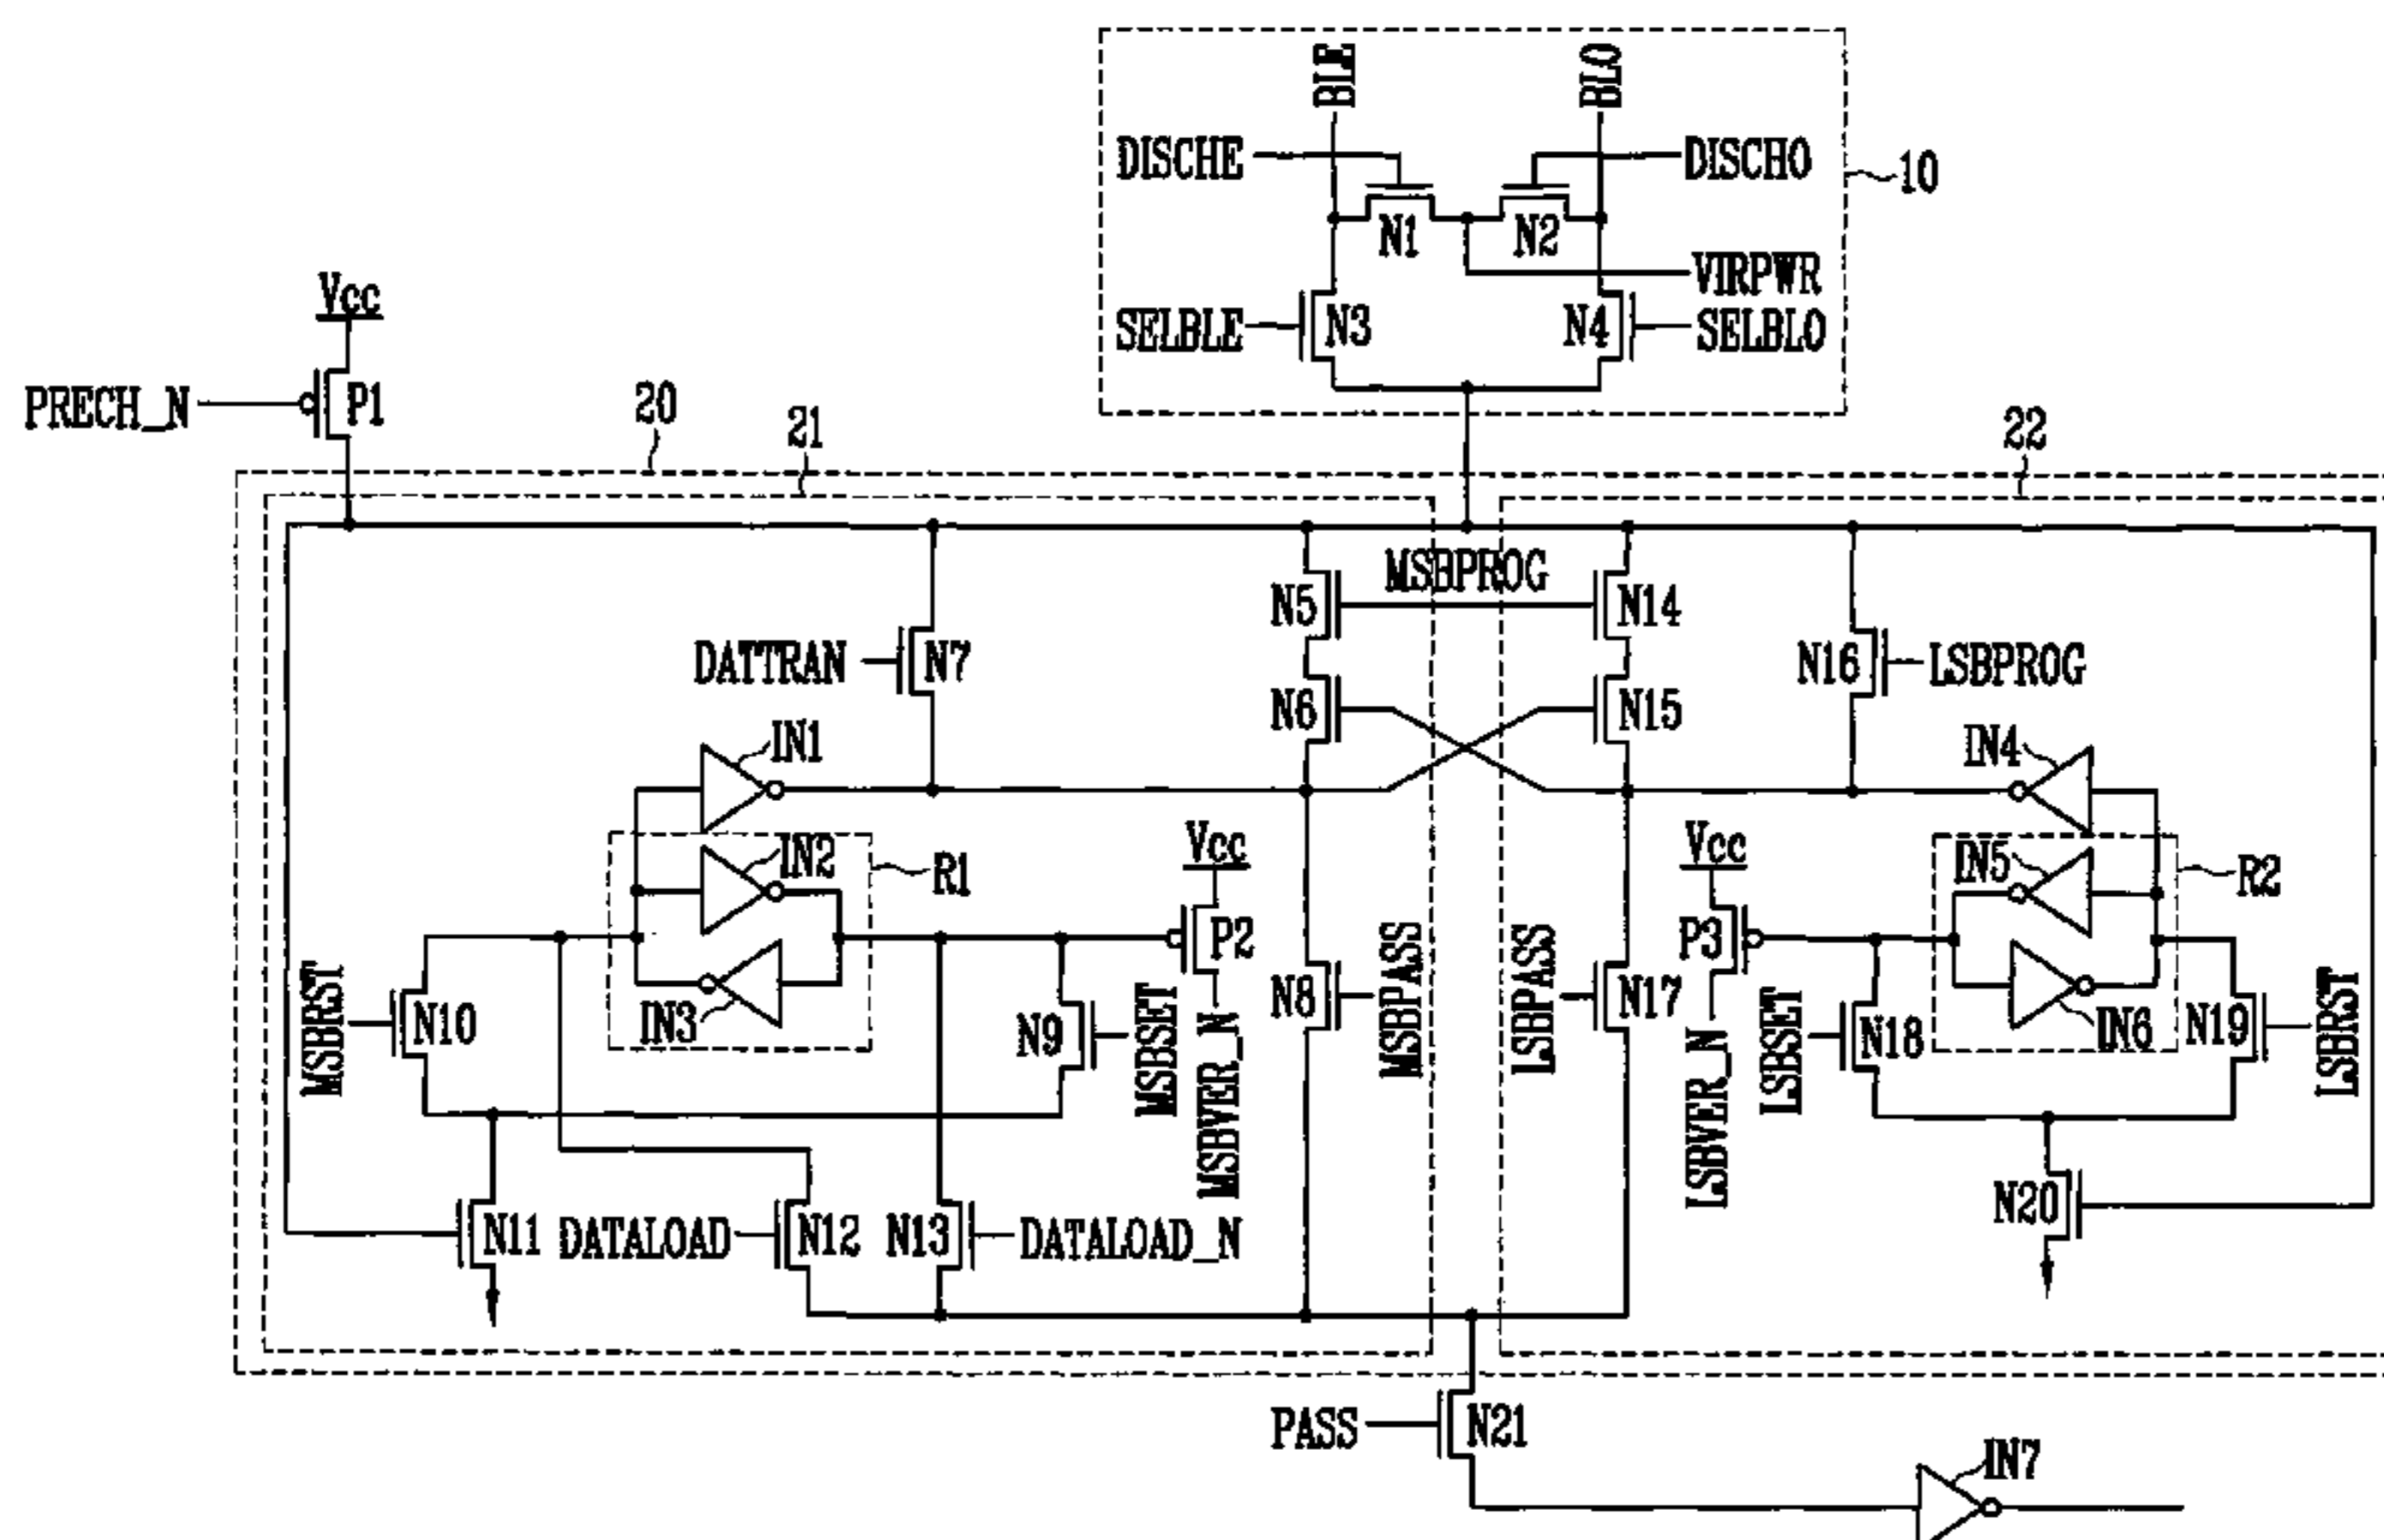 BLE
BLO
DISCHE
DISCHO
10
N1
N2
VIRPWR
Vcc
SELBLE
N3
N4
SELBLO
PRECH_N
P1
20
21
22
MSBPROG
N5
N14
DATTRAN
N7
N16
LSBPROG
N6
N15
IN1
IN4
IN2
R1
Vcc
Vcc
IN5
R2
P2
P3
MSBRST
N10
IN3
N9
MSBSET
MSBVER_N
N8
MSBPASS
LSBPASS
N17
LSBVER_N
LSBSET
N18
IN6
N19
LSBRST
N11
DATALOAD
N12
N13
DATALOAD_N
N20
PASS
N21
IN7